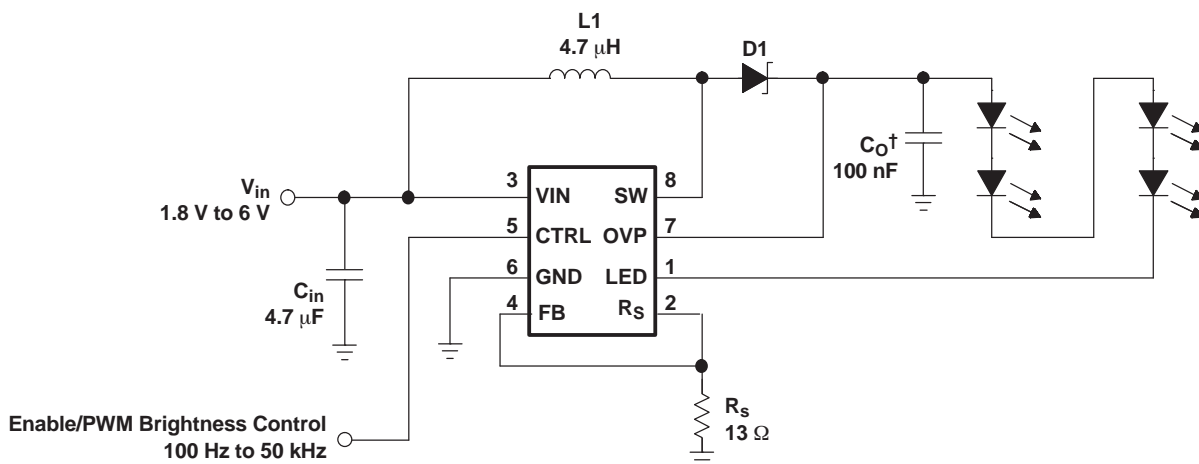 L1
4.7 μH
D1
C_O†
100 nF
V_in
1.8 V to 6 V
3
VIN
SW
8
5
CTRL
OVP
7
6
GND
LED
1
4
FB
R_S
2
C_in
4.7 μF
R_s
13 Ω
Enable/PWM Brightness Control
100 Hz to 50 kHz